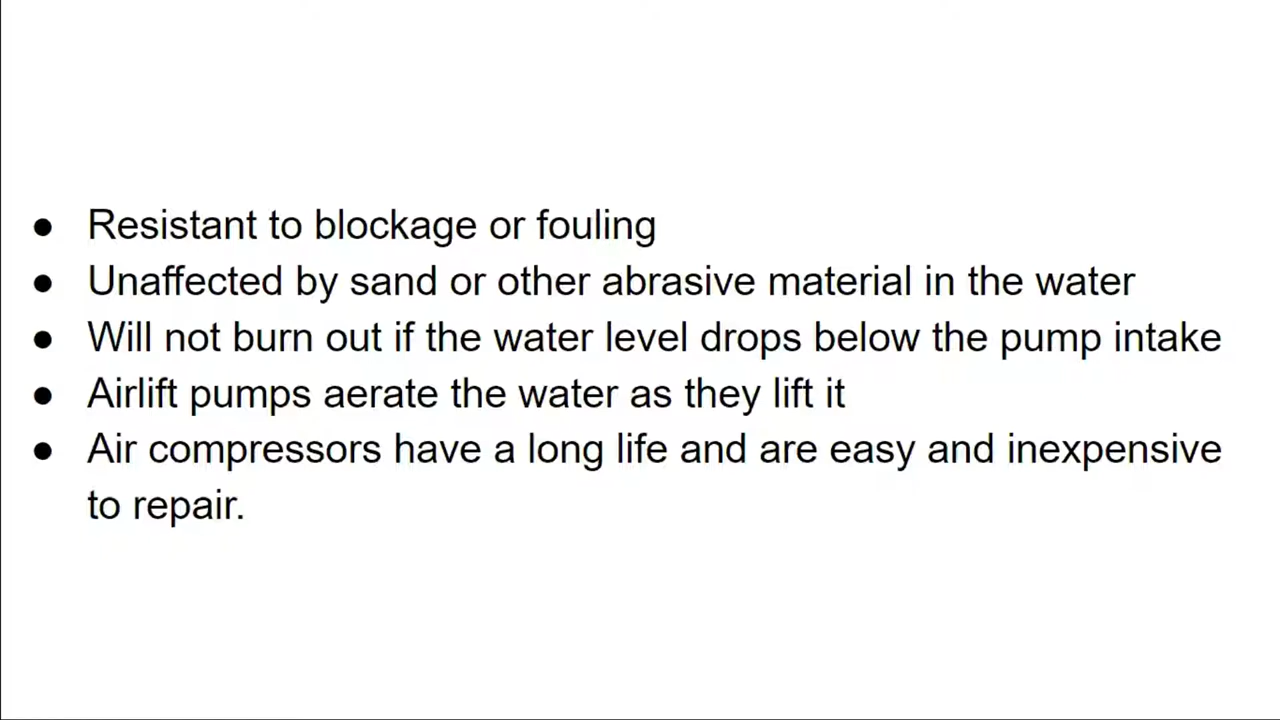 ● Resistant to blockage or fouling
● Unaffected by sand or other abrasive material in the water
● Will not burn out if the water level drops below the pump intake
● Airlift pumps aerate the water as they lift it
● Air compressors have a long life and are easy and inexpensive
to repair.